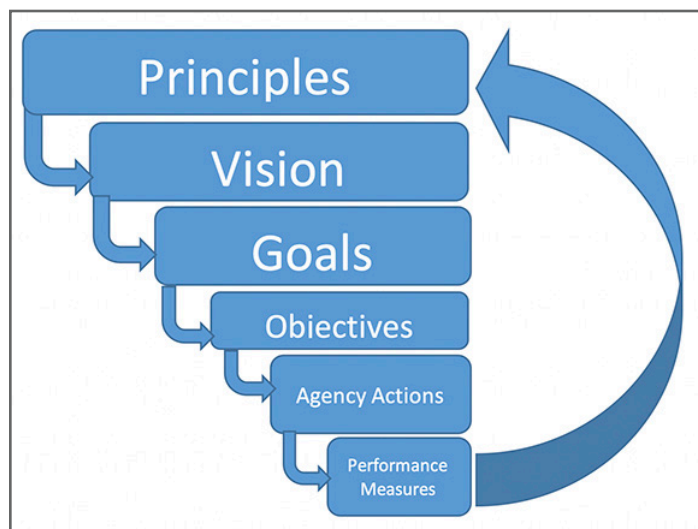 Principles
Vision
Goals
Objectives
Agency Actions
Performance
Measures